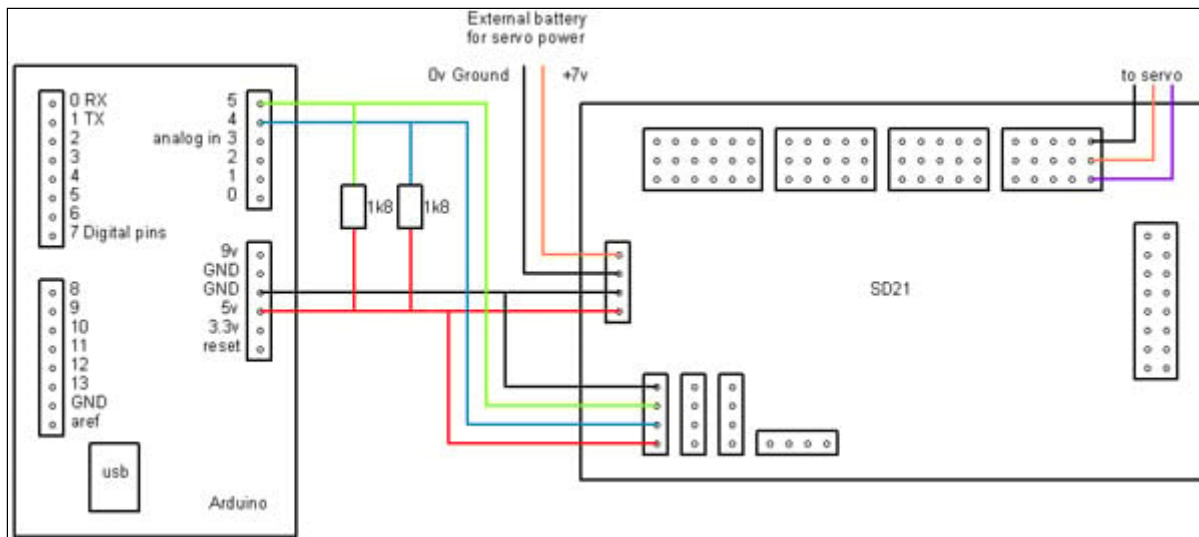 External battery
for servo power
0v Ground
+7v
to servo
0 RX
1 TX
2
3
4
5
6
7 Digital pins
8
9
10
11
12
13
GND
aref
usb
Arduino
5
4
analog in 3
2
1
0
9v
GND
GND
5v
3.3v
reset
1k8
1k8
SD21